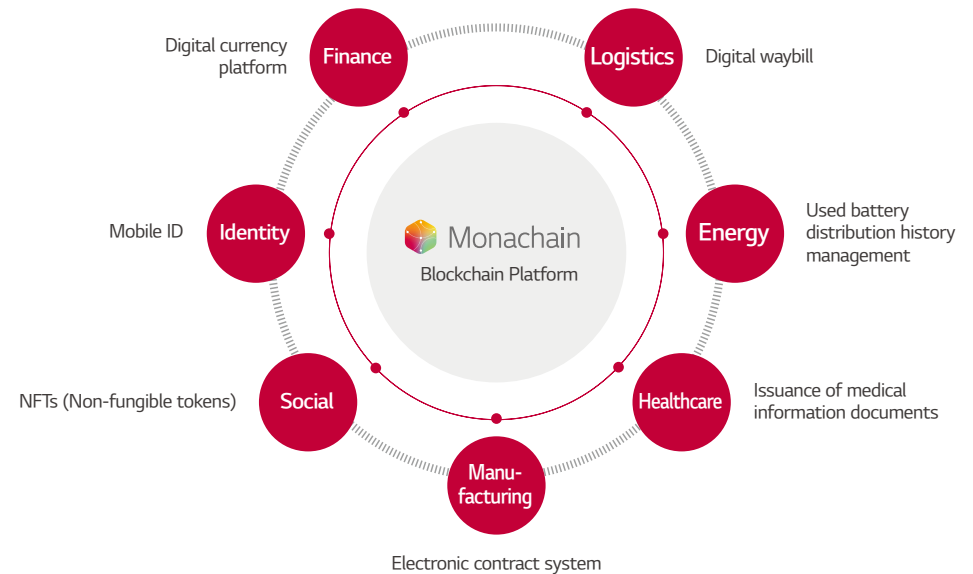 Digital currency
platform
Finance
Logistics
Digital waybill
Mobile ID
Identity
Monachain
Blockchain Platform
Energy
Used battery
distribution history
management
NFTs (Non-fungible tokens)
Social
Healthcare
Issuance of medical
information documents
Manu-
facturing
Electronic contract system